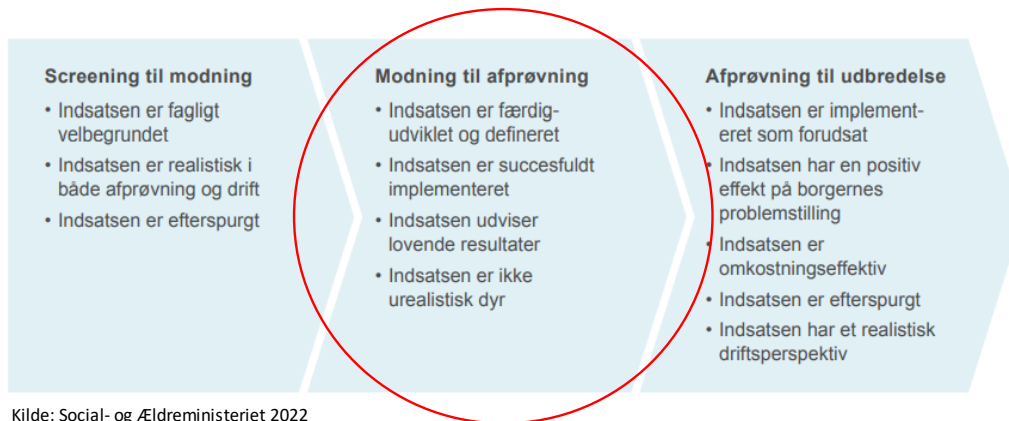 Screening til modning
• Indsatsen er fagligt
velbegrundet
• Indsatsen er realistisk i
både afprøvning og drift
• Indsatsen er efterspurgt
Modning til afprøvning
• Indsatsen er færdig-
udviklet og defineret
• Indsatsen er succesfuldt
implementeret
• Indsatsen udviser
lovende resultater
• Indsatsen er ikke
urealistisk dyr
Afprøvning til udbredelse
• Indsatsen er implement-
eret som forudsat
• Indsatsen har en positiv
effekt på borgernes
problemstilling
• Indsatsen er
omkostningseffektiv
• Indsatsen er efterspurgt
• Indsatsen har et realistisk
driftsperspektiv
Kilde: Social- og Ældreministeriet 2022